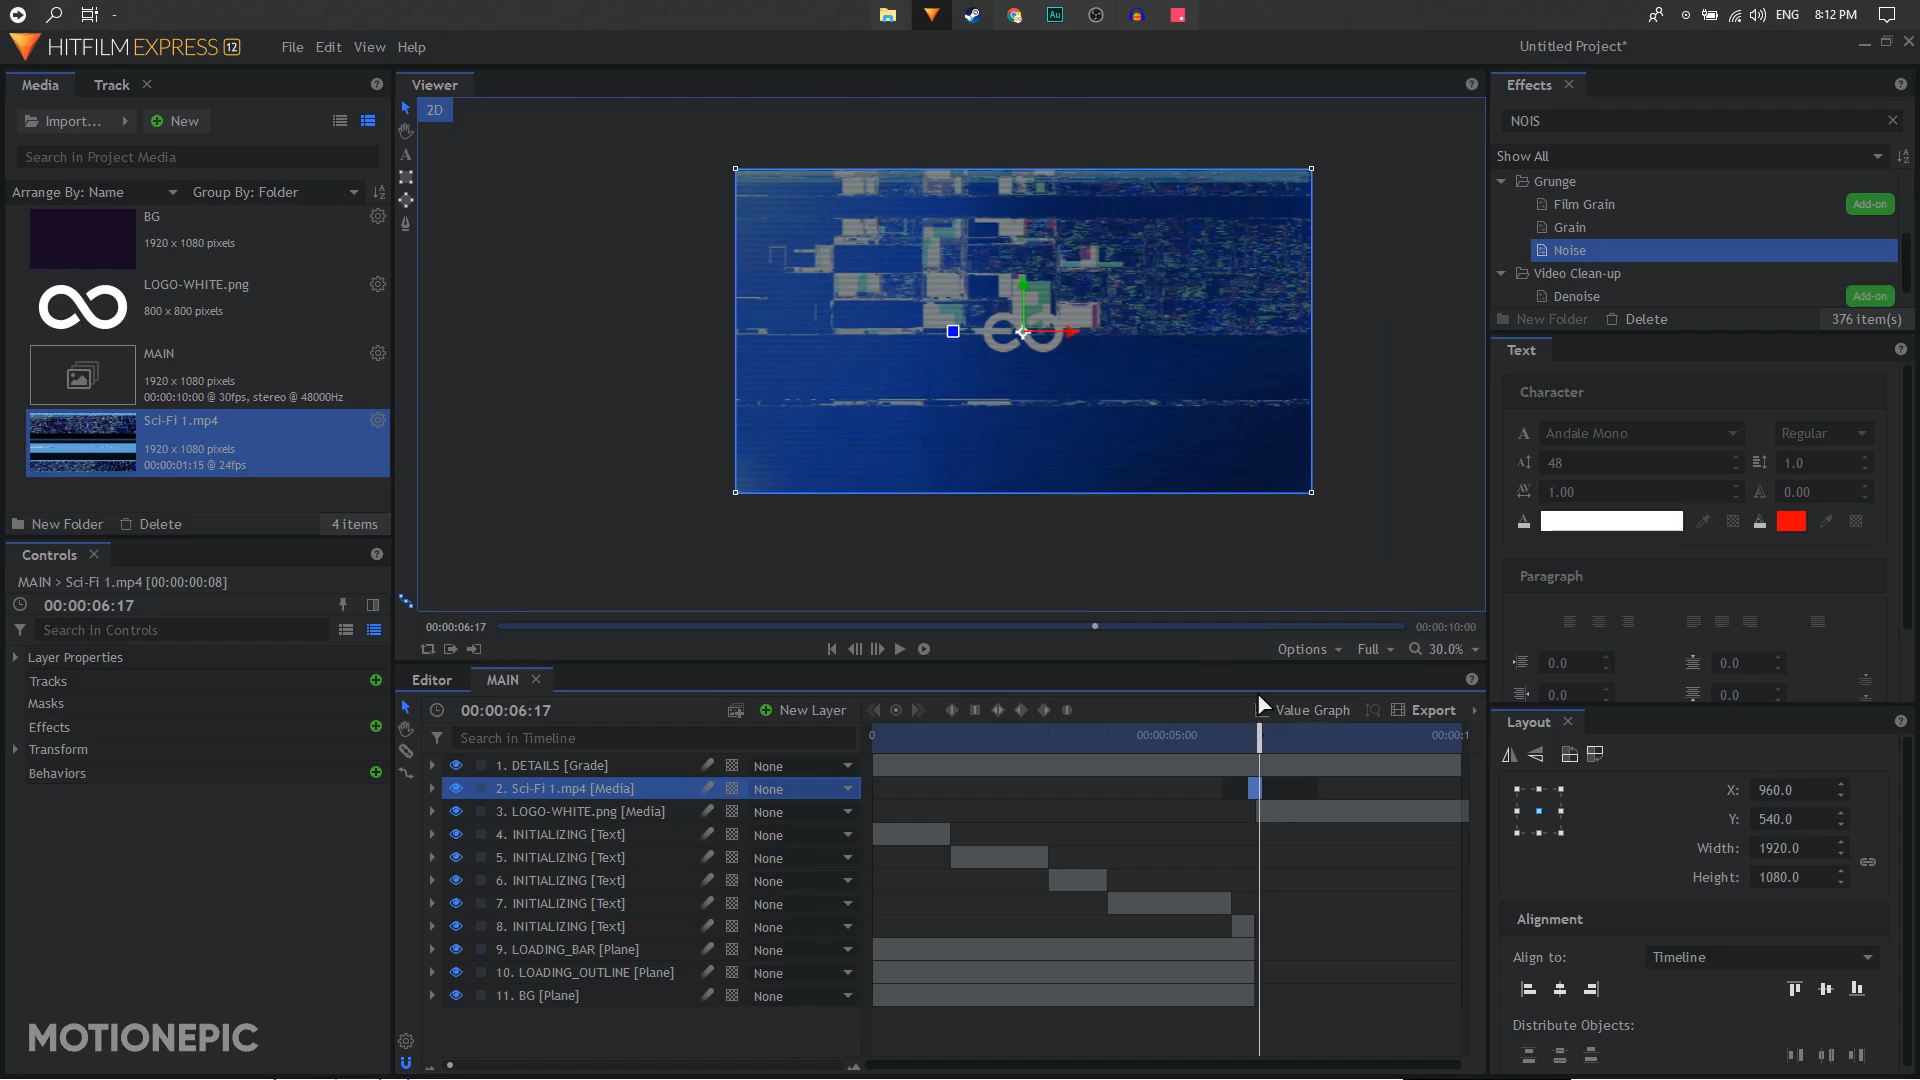 ENG
8:12 PM
HITFILM EXPRESS 12
File Edit View Help
Untitled Project*
Media
Track
Import...
New
Search in Project Media
Arrange By: Name
Group By: Folder
BG
1920 x 1080 pixels
LOGO-WHITE.png
800 x 800 pixels
MAIN
1920 x 1080 pixels
00:00:10:00 @ 30fps, stereo @ 48000Hz
Sci-Fi 1.mp4
1920 x 1080 pixels
00:00:01:15 @ 24fps
New Folder
Delete
4 items
Controls
MAIN > Sci-Fi 1.mp4 [00:00:00:08]
00:00:06:17
Search in Controls
Layer Properties
Tracks
Masks
Effects
Transform
Behaviors
MOTIONEPIC
Viewer
2D
00:00:06:17
00:00:10:00
Options
Full
30.0%
Editor
MAIN
00:00:06:17
New Layer
Value Graph
Export
Search in Timeline
0
00:00:05:00
00:00:1
1. DETAILS [Grade]
None
2. Sci-Fi 1.mp4 [Media]
None
3. LOGO-WHITE.png [Media]
None
4. INITIALIZING [Text]
None
5. INITIALIZING [Text]
None
6. INITIALIZING [Text]
None
7. INITIALIZING [Text]
None
8. INITIALIZING [Text]
None
9. LOADING_BAR [Plane]
None
10. LOADING_OUTLINE [Plane]
None
11. BG [Plane]
None
Effects
NOIS
Show All
Grunge
Film Grain
Add-on
Grain
Noise
Video Clean-up
Denoise
Add-on
New Folder
Delete
376 item(s)
Text
Character
Andale Mono
Regular
48
1.0
1.00
0.00
Paragraph
0.0
0.0
0.0
0.0
Layout
X:
960.0
Y:
540.0
Width:
1920.0
Height:
1080.0
Alignment
Align to:
Timeline
Distribute Objects: